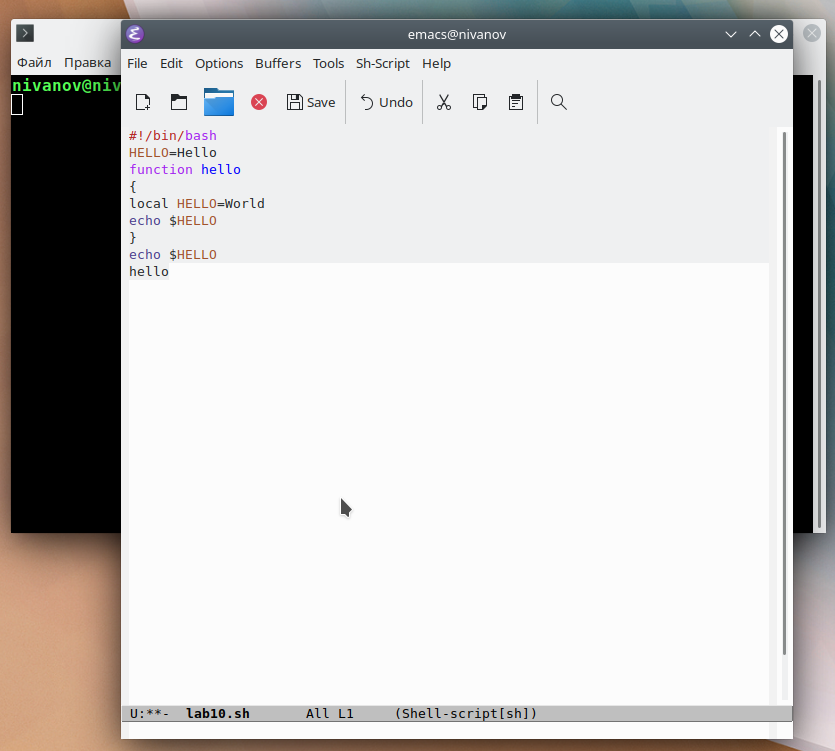 emacs@nivanov
Файл Правка
nivanov@niv
File Edit Options Buffers Tools Sh-Script Help
Save Undo
#!/bin/bash
HELLO=Hello
function hello
{
local HELLO=World
echo $HELLO
}
echo $HELLO
hello
U:**- lab10.sh All L1 (Shell-script[sh])